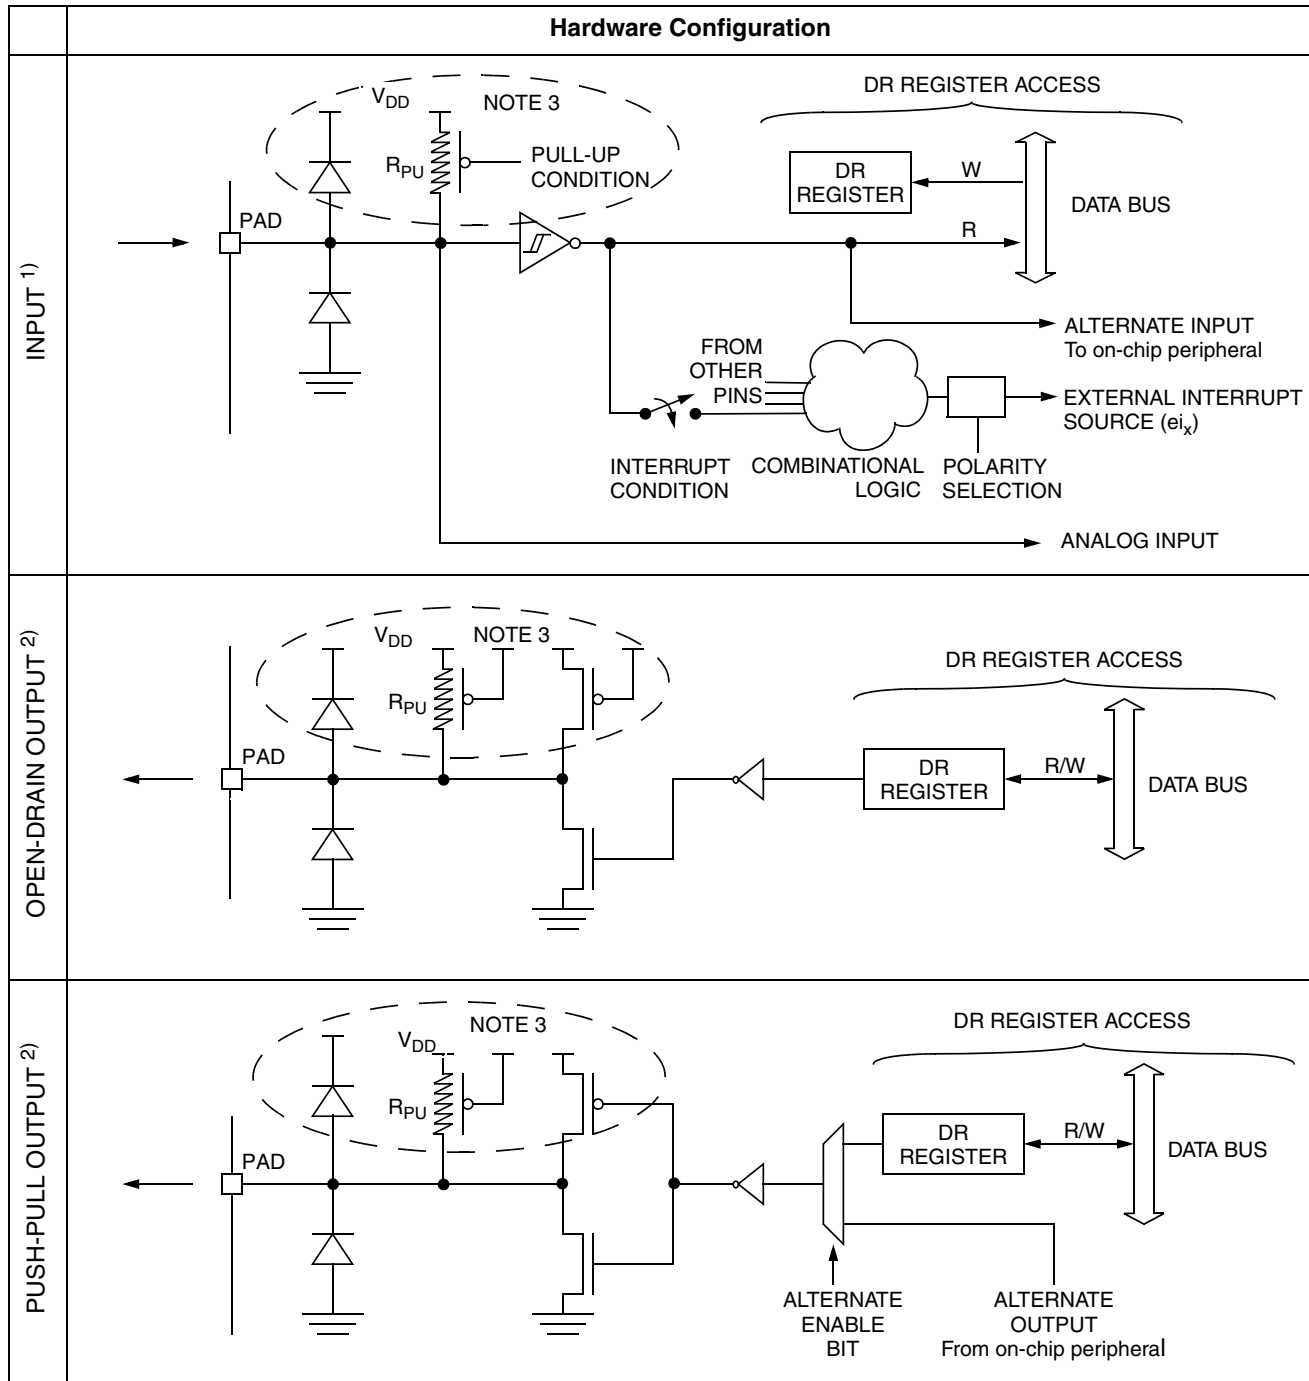 Hardware Configuration
INPUT 1)
VDD
NOTE 3
RPU
PULL-UP
CONDITION
PAD
DR REGISTER ACCESS
DR
REGISTER
W
R
DATA BUS
ALTERNATE INPUT
To on-chip peripheral
FROM
OTHER
PINS
EXTERNAL INTERRUPT
SOURCE (eix)
INTERRUPT
CONDITION
COMBINATIONAL
LOGIC
POLARITY
SELECTION
ANALOG INPUT
OPEN-DRAIN OUTPUT 2)
VDD
NOTE 3
RPU
PAD
DR REGISTER ACCESS
DR
REGISTER
R/W
DATA BUS
PUSH-PULL OUTPUT 2)
VDD
NOTE 3
RPU
PAD
DR REGISTER ACCESS
DR
REGISTER
R/W
DATA BUS
ALTERNATE
ENABLE
BIT
ALTERNATE
OUTPUT
From on-chip peripheral